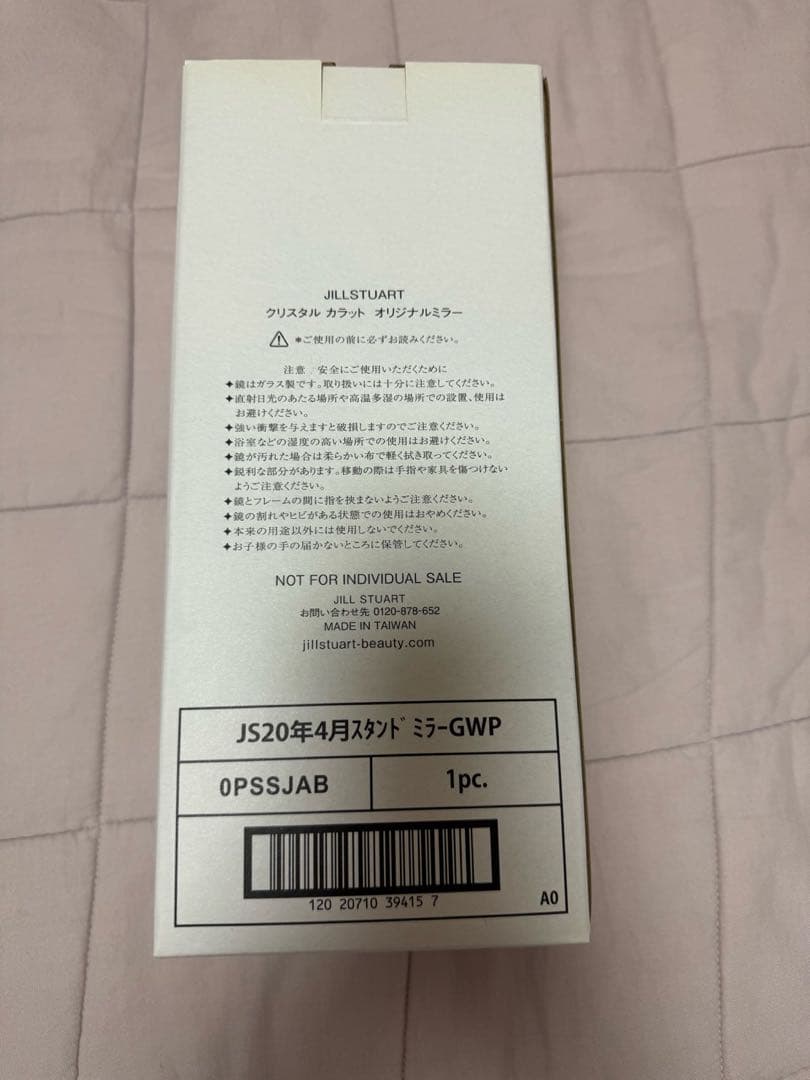 JILLSTUART
クリスタル カラット オリジナルミラー
⚠ *ご使用の前に必ずお読みください。
注意 安全にご使用いただくために
✦鏡はガラス製です。取り扱いには十分に注意してください。
✦直射日光のあたる場所や高温多湿の場所での設置、使用は
お避けください。
✦強い衝撃を与えますと破損しますのでご注意ください。
✦浴室などの湿度の高い場所での使用はお避けください。
✦鏡が汚れた場合は柔らかい布で軽く拭き取ってください。
✦鋭利な部分があります。移動の際は手指や家具を傷つけない
ようご注意ください。
✦鏡とフレームの間に指を挟まないようご注意ください。
✦鏡の割れやヒビがある状態での使用はおやめください。
✦本来の用途以外には使用しないでください。
✦お子様の手の届かないところに保管してください。
NOT FOR INDIVIDUAL SALE
JILL STUART
お問い合わせ先 0120-878-652
MADE IN TAIWAN
jillstuart-beauty.com
JS20年4月ｽﾀﾝﾄﾞﾐﾗｰGWP
0PSSJAB 1pc.
120 20710 39415 7
A0